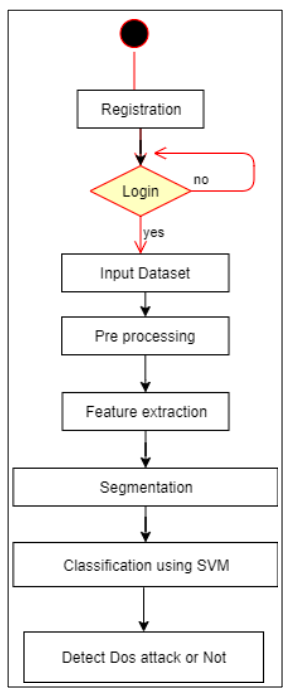 Registration
Login
no
yes
Input Dataset
Pre processing
Feature extraction
Segmentation
Classification using SVM
Detect Dos attack or Not